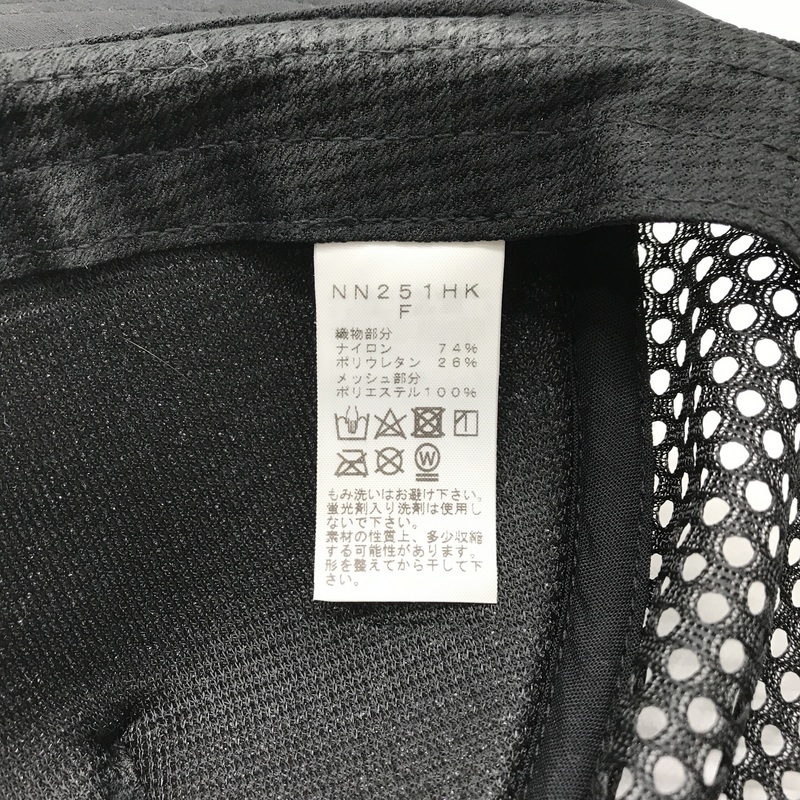 NN251HK
F
織物部分
ナイロン 74%
ポリウレタン 26%
メッシュ部分
ポリエステル100%
W
もみ洗いはお避け下さい。
蛍光剤入り洗剤は使用し
ないで下さい。
素材の性質上、多少収縮
する可能性があります。
形を整えてから干して下
さい。